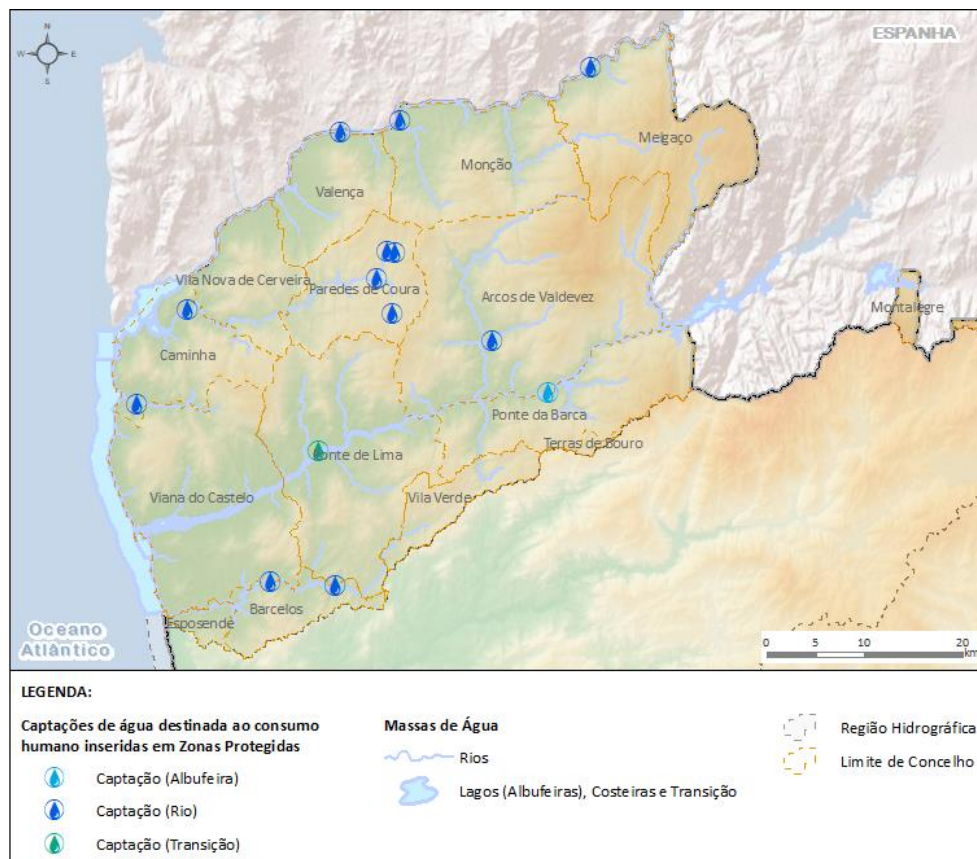 N
W
E
S
ESPANHA
Melgaço
Monção
Valença
Vila Nova de Cerveira
Paredes de Coura
Arcos de Valdevez
Montalegre
Caminha
Ponte da Barca
Terras de Bouro
Ponte de Lima
Viana do Castelo
Vila Verde
Barcelos
Esposende
Oceano
Atlântico
0 5 10 20
km
LEGENDA:
Captações de água destinada ao consumo
humano inseridas em Zonas Protegidas
Captação (Albufeira)
Captação (Rio)
Captação (Transição)
Massas de Água
Rios
Lagos (Albufeiras), Costeiras e Transição
Região Hidrográfica
Limite de Concelho